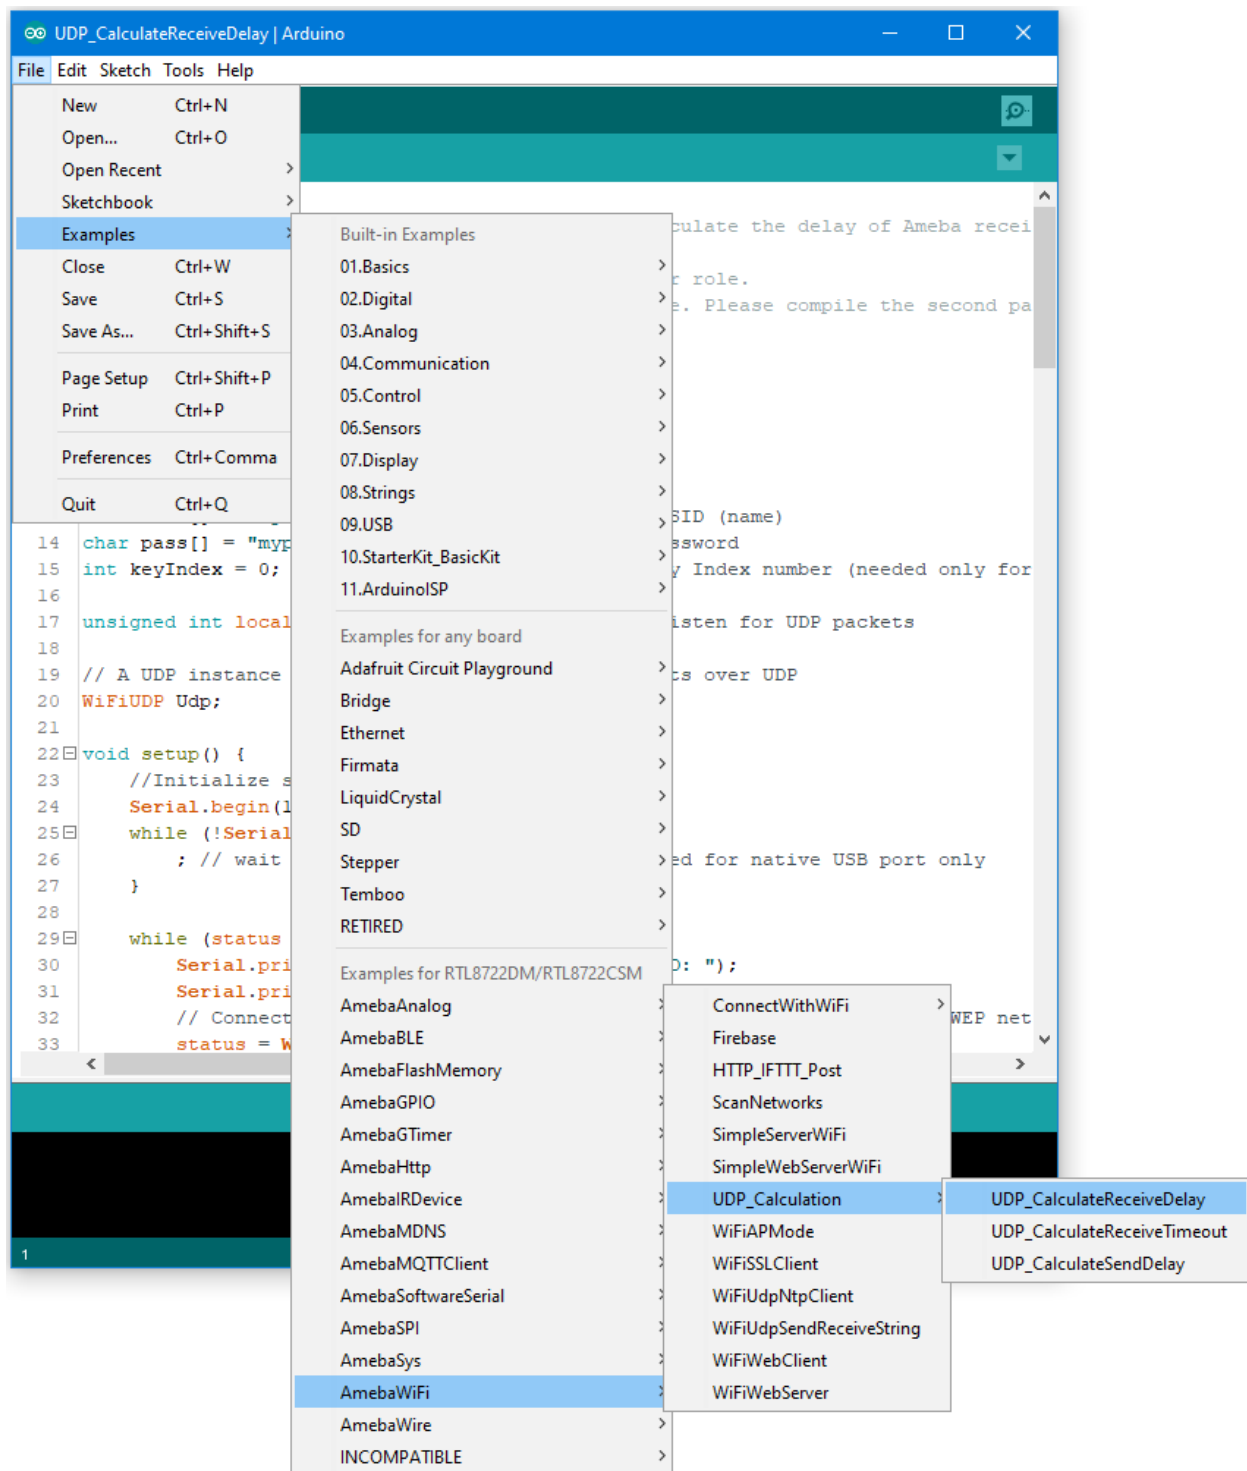 UDP_CalculateReceiveDelay | Arduino
File Edit Sketch Tools Help
New Ctrl+N
Open... Ctrl+O
Open Recent
Sketchbook
Examples
Close Ctrl+W
Save Ctrl+S
Save As... Ctrl+Shift+S
Page Setup Ctrl+Shift+P
Print Ctrl+P
Preferences Ctrl+Comma
Quit Ctrl+Q
Built-in Examples
01.Basics
02.Digital
03.Analog
04.Communication
05.Control
06.Sensors
07.Display
08.Strings
09.USB
10.StarterKit_BasicKit
11.ArduinoISP
Examples for any board
Adafruit Circuit Playground
Bridge
Ethernet
Firmata
LiquidCrystal
SD
Stepper
Temboo
RETIRED
Examples for RTL8722DM/RTL8722CSM
AmebaAnalog
AmebaBLE
AmebaFlashMemory
AmebaGPIO
AmebaGTimer
AmebaHttp
AmebaIRDevice
AmebaMDNS
AmebaMQTTClient
AmebaSoftwareSerial
AmebaSPI
AmebaSys
AmebaWiFi
AmebaWire
INCOMPATIBLE
ConnectWithWiFi
Firebase
HTTP_IFTTT_Post
ScanNetworks
SimpleServerWiFi
SimpleWebServerWiFi
UDP_Calculation
WiFiAPMode
WiFiSSLClient
WiFiUdpNtpClient
WiFiUdpSendReceiveString
WiFiWebClient
WiFiWebServer
UDP_CalculateReceiveDelay
UDP_CalculateReceiveTimeout
UDP_CalculateSendDelay
culate the delay of Ameba recei
r role.
e. Please compile the second pa
SID (name)
14 char pass[] = "myp ssword
15 int keyIndex = 0; y Index number (needed only for
16
17 unsigned int local isten for UDP packets
18
19 // A UDP instance ts over UDP
20 WiFiUDP Udp;
21
22 void setup() {
23 //Initialize s
24 Serial.begin(1
25 while (!Serial
26 ; // wait ed for native USB port only
27 }
28
29 while (status
30 Serial.pri D: ");
31 Serial.pri
32 // Connect WEP net
33 status = W
1